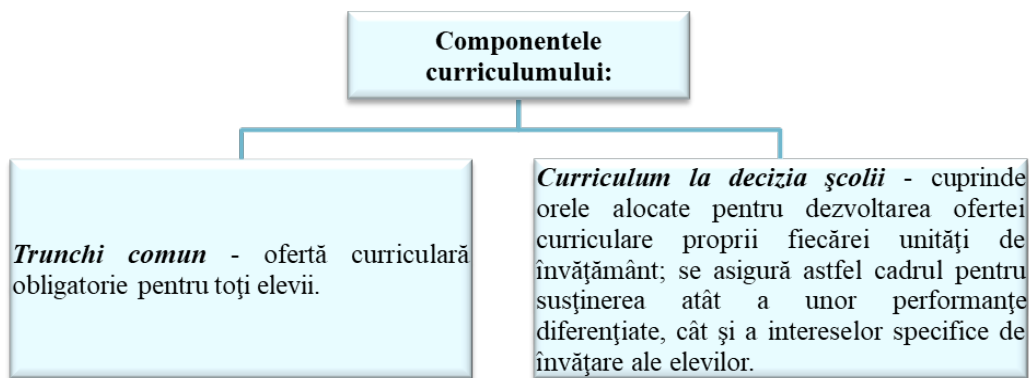 Componentele
curriculumului:
Trunchi comun - ofertă curriculară
obligatorie pentru toţi elevii.
Curriculum la decizia şcolii - cuprinde
orele alocate pentru dezvoltarea ofertei
curriculare proprii fiecărei unităţi de
învăţământ; se asigură astfel cadrul pentru
susţinerea atât a unor performanţe
diferenţiate, cât şi a intereselor specifice de
învăţare ale elevilor.